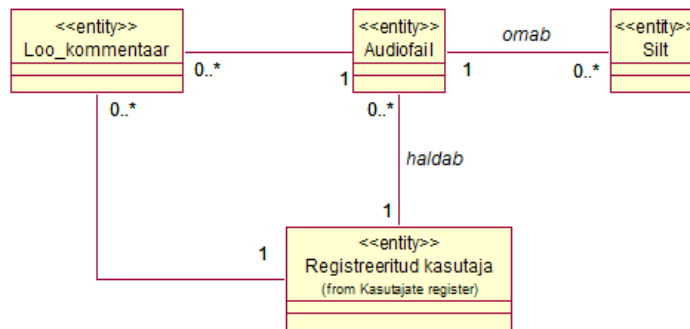 <<entity>>
Loo_kommentaar
<<entity>>
Audiofail
omab
<<entity>>
Silt
0..*
1
1
0..*
0..*
0..*
haldab
1
1
<<entity>>
Registreeritud kasutaja
(from Kasutajate register)